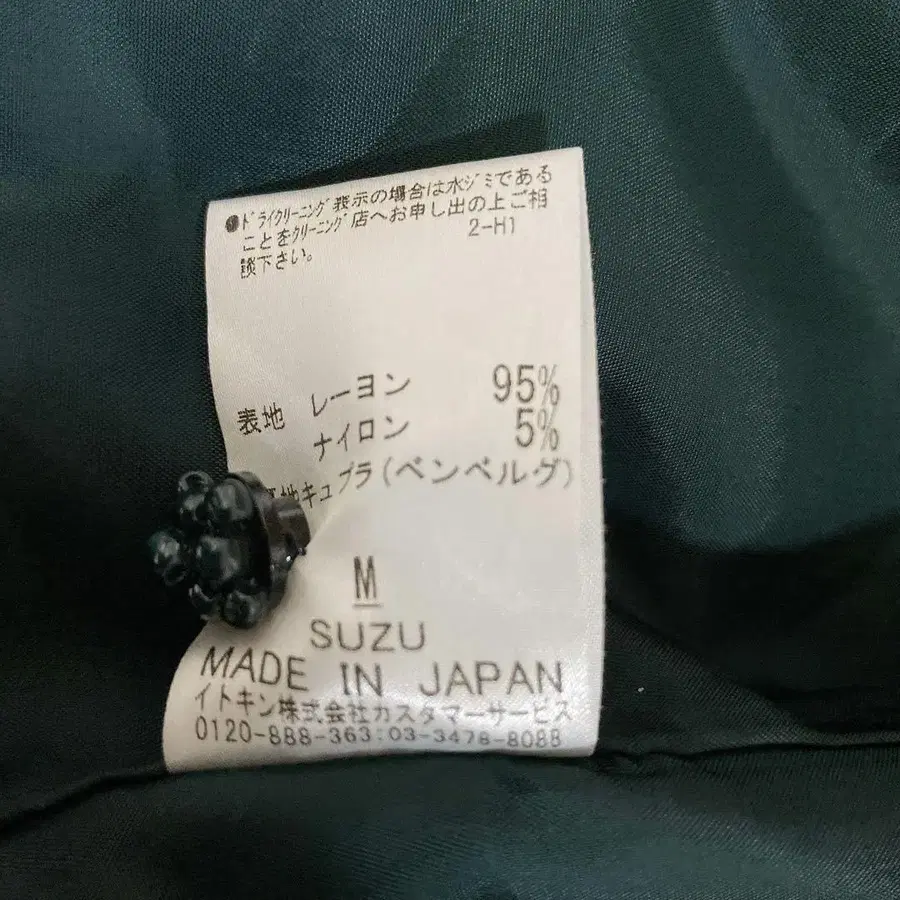 ●ドライクリーニング表示の場合は水ジミである
ことをクリーニング店へお申し出の上ご相
談下さい。 2-H1
表地 レーヨン 95%
ナイロン 5%
裏地キュプラ(ベンベルグ)
M
SUZU
MADE IN JAPAN
イトキン株式会社カスタマーサービス
0120-888-363:03-3478-8088